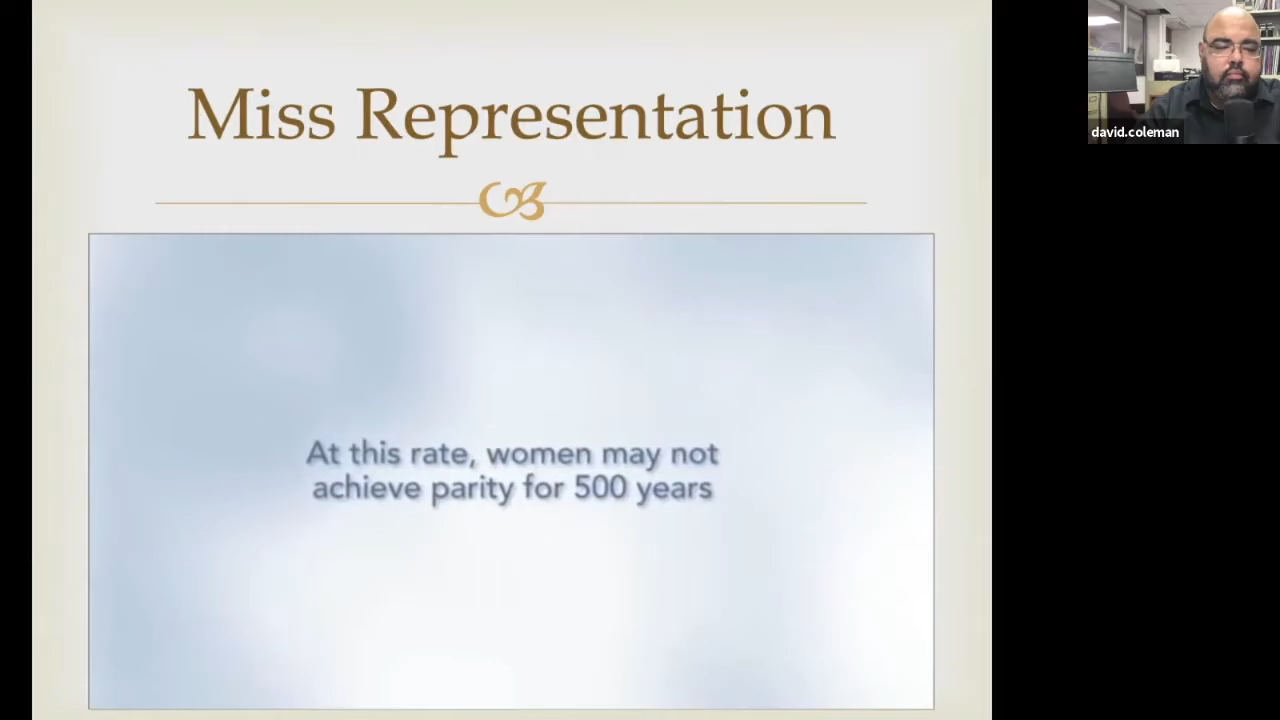 Miss Representation
At this rate, women may not
achieve parity for 500 years
david.coleman